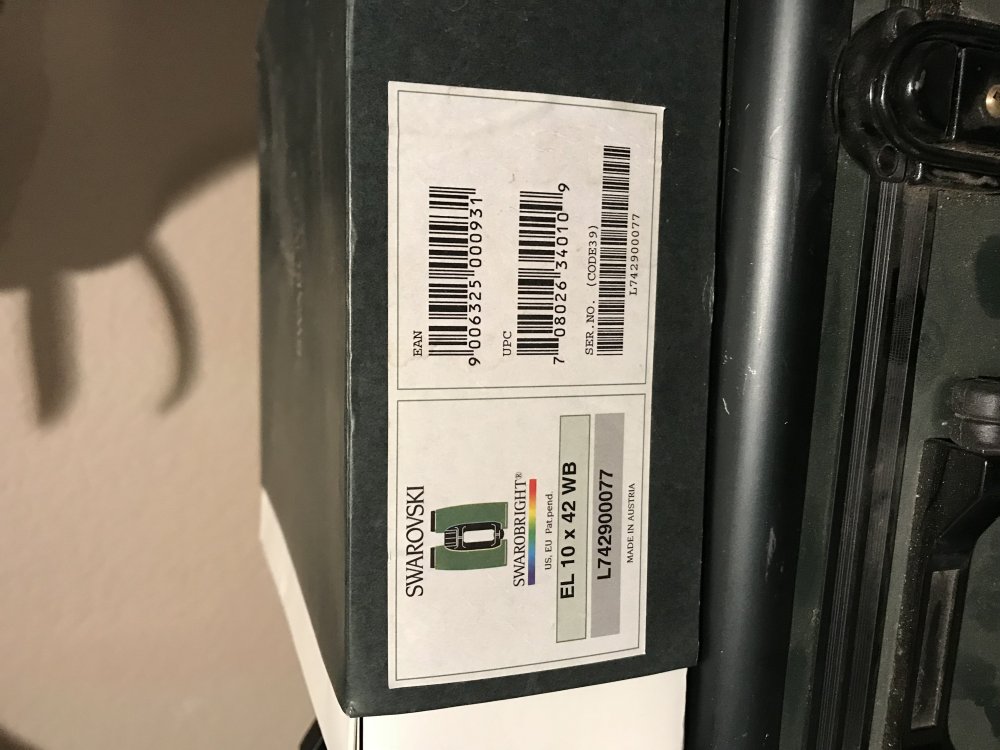 SWAROVSKI
SWAROBRIGHT®
US, EU Pat.pend.
EL 10 x 42 WB
L742900077
MADE IN AUSTRIA
EAN
9 006325 000931
UPC
7 08026 34010 9
SER.NO. (CODE39)
L742900077